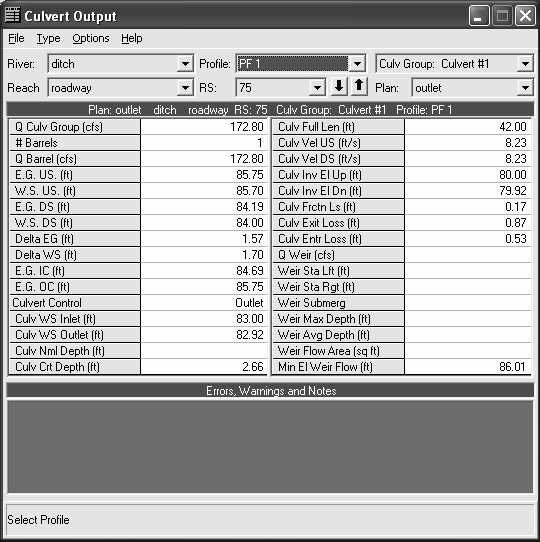 Culvert Output
File Type Options Help
River: ditch Profile: PF 1 Culv Group: Culvert #1
Reach roadway RS: 75 Plan: outlet
Plan: outlet ditch roadway RS: 75 Culv Group: Culvert #1 Profile: PF 1
Q Culv Group (cfs) 172.80 Culv Full Len (ft) 42.00
# Barrels 1 Culv Vel US (ft/s) 8.23
Q Barrel (cfs) 172.80 Culv Vel DS (ft/s) 8.23
E.G. US. (ft) 85.75 Culv Inv El Up (ft) 80.00
W.S. US. (ft) 85.70 Culv Inv El Dn (ft) 79.92
E.G. DS (ft) 84.19 Culv Frctn Ls (ft) 0.17
W.S. DS (ft) 84.00 Culv Exit Loss (ft) 0.87
Delta EG (ft) 1.57 Culv Entr Loss (ft) 0.53
Delta WS (ft) 1.70 Q Weir (cfs)
E.G. IC (ft) 84.69 Weir Sta Lft (ft)
E.G. OC (ft) 85.75 Weir Sta Rgt (ft)
Culvert Control Outlet Weir Submerg
Culv WS Inlet (ft) 83.00 Weir Max Depth (ft)
Culv WS Outlet (ft) 82.92 Weir Avg Depth (ft)
Culv Nml Depth (ft) Weir Flow Area (sq ft)
Culv Crt Depth (ft) 2.66 Min El Weir Flow (ft) 86.01
Errors, Warnings and Notes
Select Profile